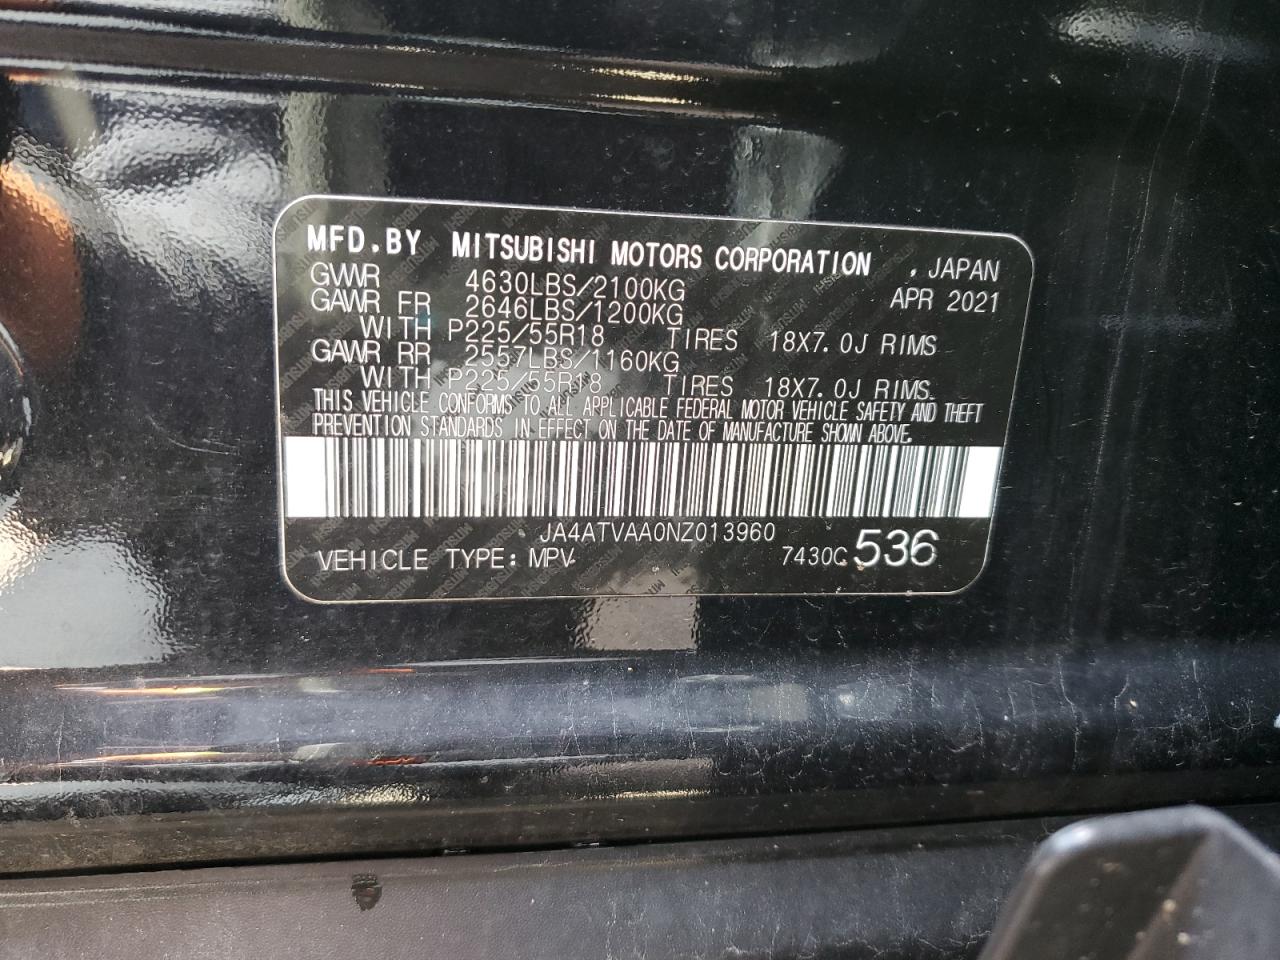 MFD.BY MITSUBISHI MOTORS CORPORATION , JAPAN
GVWR 4630LBS/2100KG APR 2021
GAWR FR 2646LBS/1200KG
WITH P225/55R18 TIRES 18X7.0J RIMS
GAWR RR 2557LBS/1160KG
WITH P225/55R18 TIRES 18X7.0J RIMS
THIS VEHICLE CONFORMS TO ALL APPLICABLE FEDERAL MOTOR VEHICLE SAFETY AND THEFT
PREVENTION STANDARDS IN EFFECT ON THE DATE OF MANUFACTURE SHOWN ABOVE.
JA4ATVAA0NZ013960
VEHICLE TYPE: MPV 7430C 536